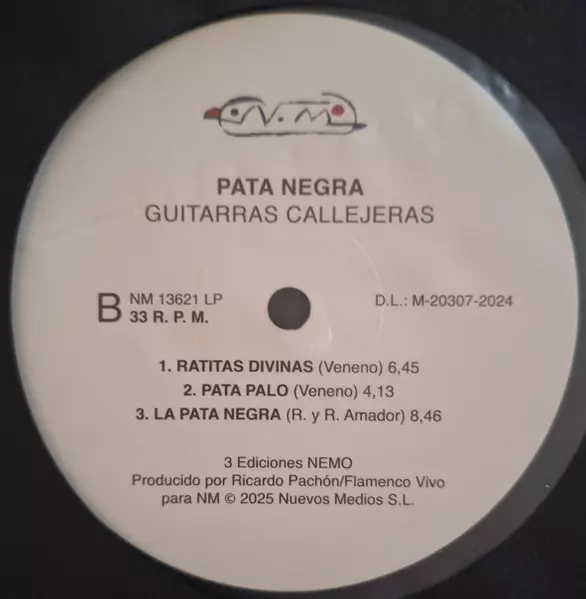 N.M.
PATA NEGRA
GUITARRAS CALLEJERAS
B NM 13621 LP
33 R. P. M.
D.L.: M-20307-2024
1. RATITAS DIVINAS (Veneno) 6,45
2. PATA PALO (Veneno) 4,13
3. LA PATA NEGRA (R. y R. Amador) 8,46
3 Ediciones NEMO
Producido por Ricardo Pachón/Flamenco Vivo
para NM © 2025 Nuevos Medios S.L.